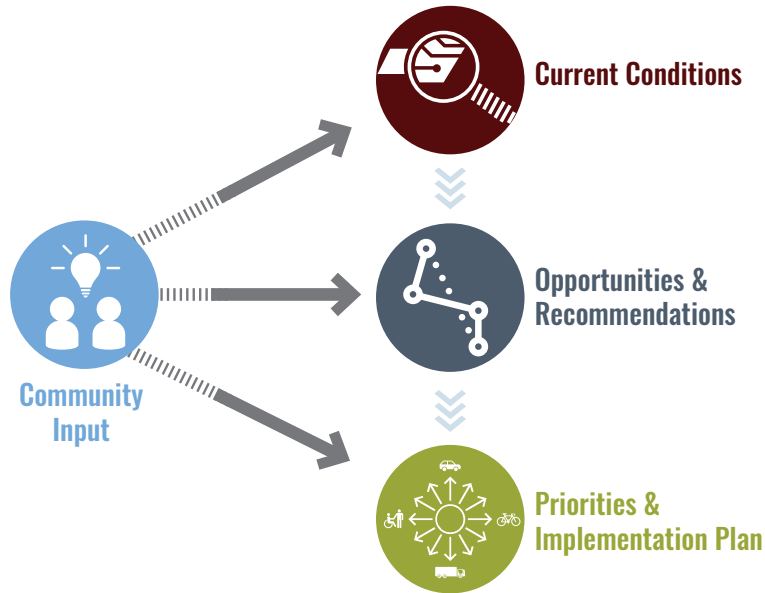 Current Conditions
Opportunities &
Recommendations
Community
Input
Priorities &
Implementation Plan